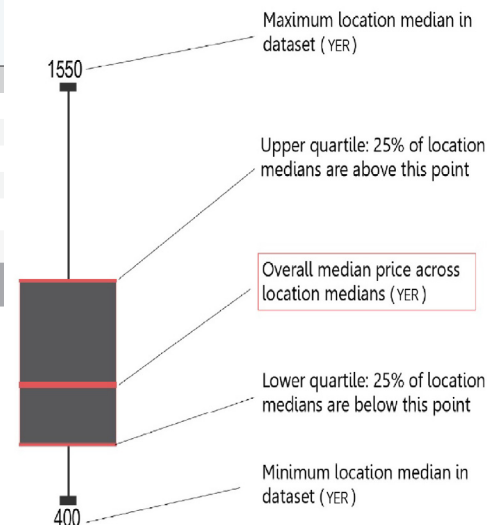 Maximum location median in
dataset (YER)
1550
Upper quartile: 25% of location
medians are above this point
Overall median price across
location medians (YER)
Lower quartile: 25% of location
medians are below this point
Minimum location median in
dataset (YER)
400